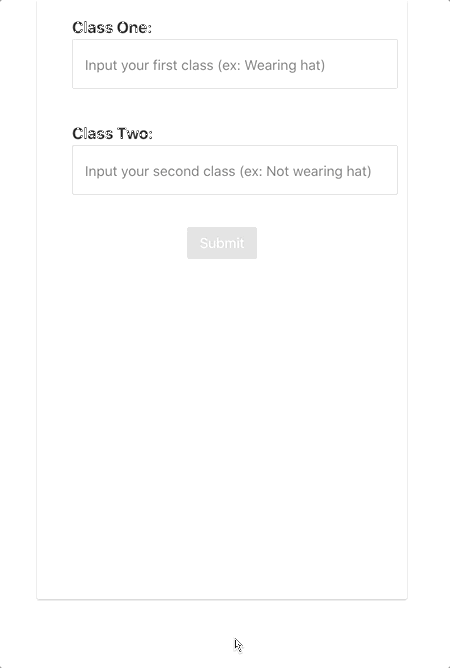 Class One:
Input your first class (ex: Wearing hat)
Class Two:
Input your second class (ex: Not wearing hat)
Submit